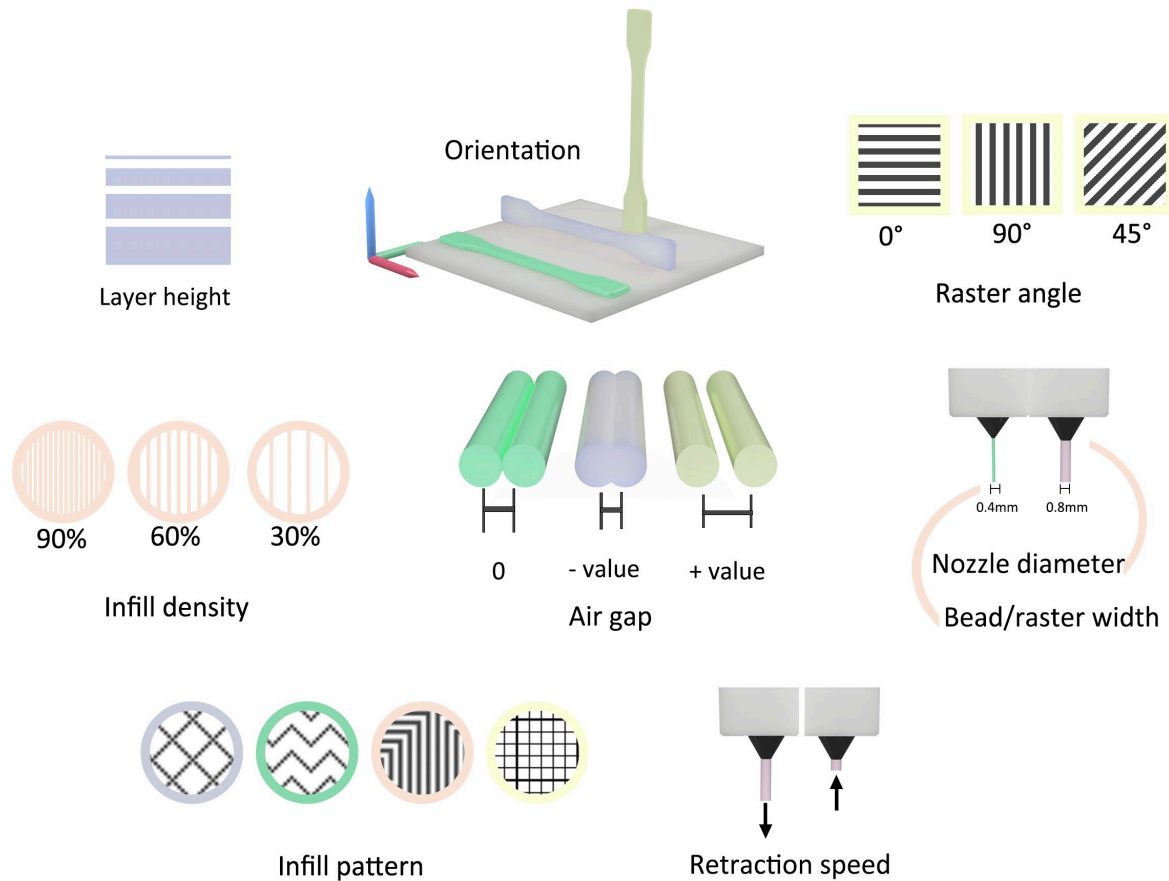 Orientation
Layer height
0°
90°
45°
Raster angle
90%
60%
30%
Infill density
0
- value
+ value
Air gap
0.4mm
0.8mm
Nozzle diameter
Bead/raster width
Infill pattern
Retraction speed